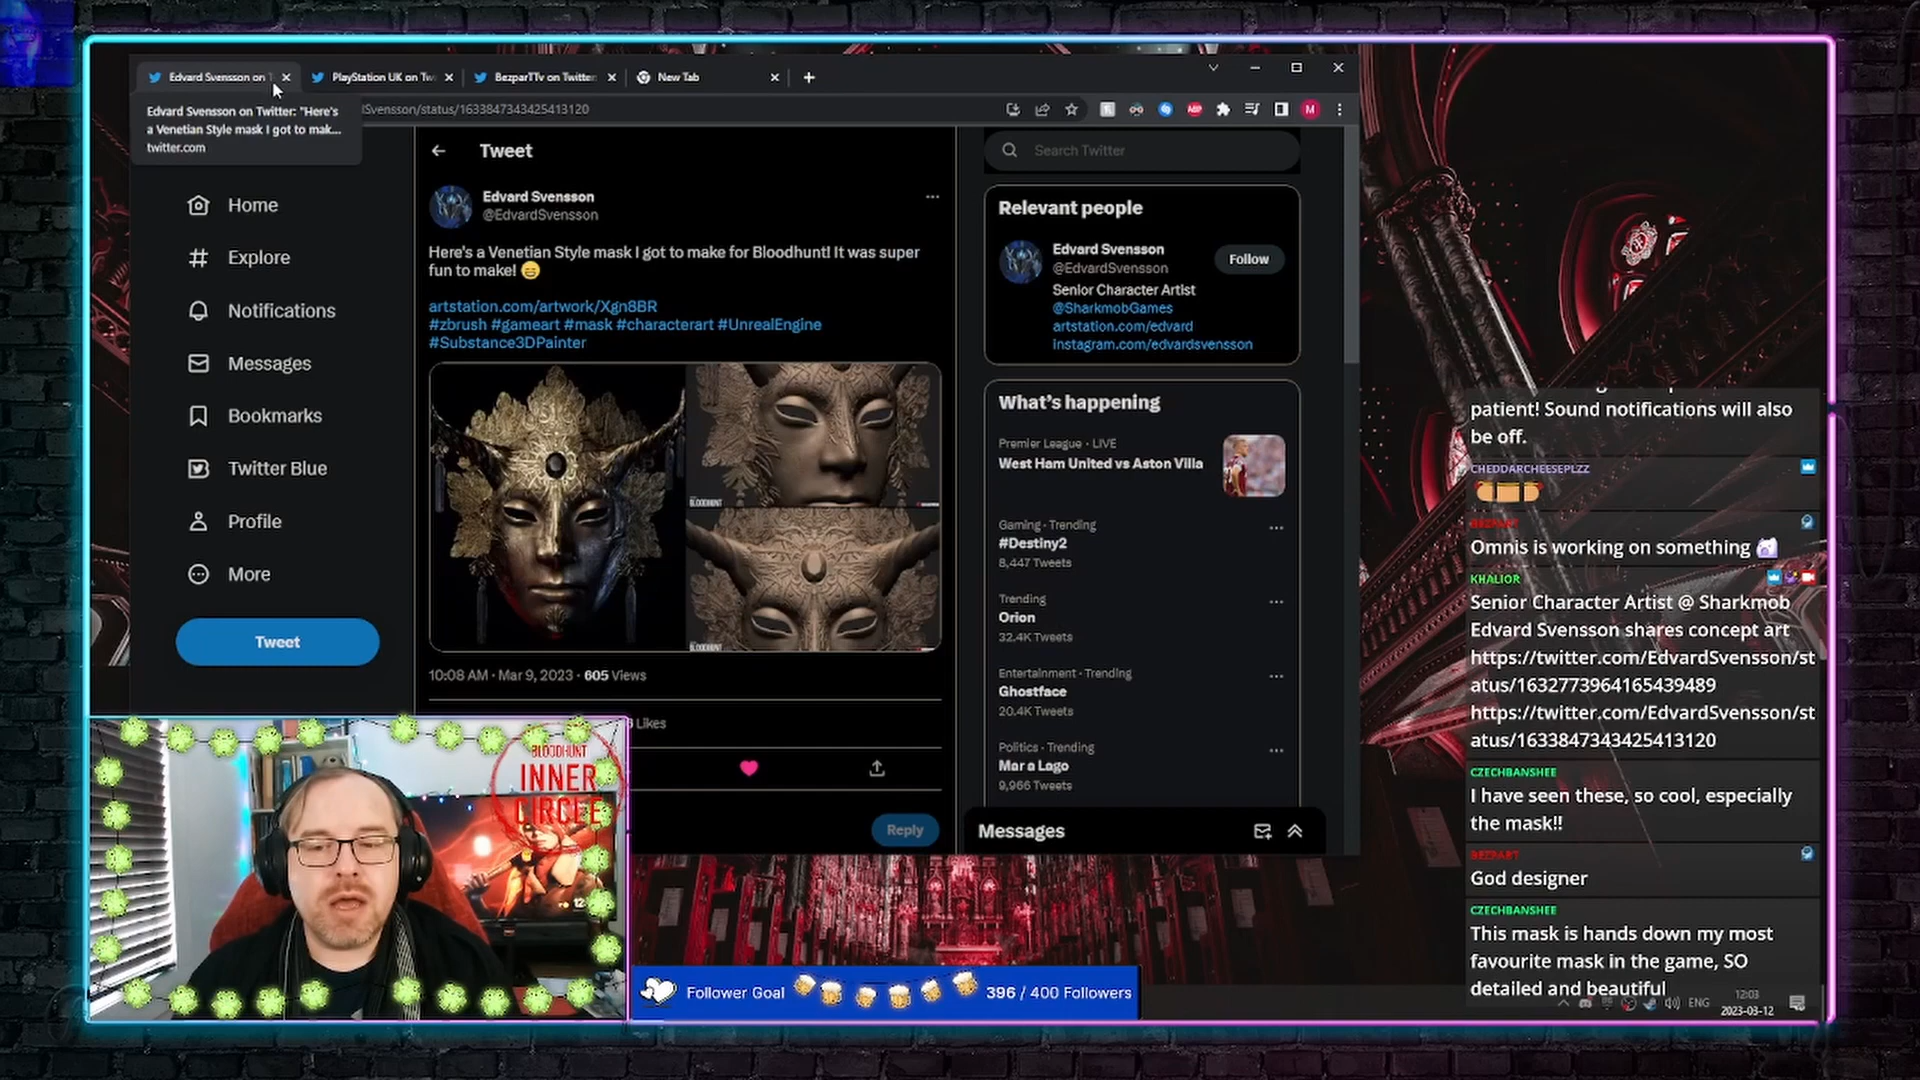 Edvard Svensson on T
PlayStation UK on Tw
BezparTTv on Twitter:
New Tab
Edvard Svensson on Twitter: "Here's
a Venetian Style mask I got to mak...
twitter.com
Svensson/status/1633847343425413120
Home
Explore
Notifications
Messages
Bookmarks
Twitter Blue
Profile
More
Tweet
Tweet
Edvard Svensson
@EdvardSvensson
Here's a Venetian Style mask I got to make for Bloodhunt! It was super
fun to make! 😄
artstation.com/artwork/Xgn8BR
#zbrush #gameart #mask #characterart #UnrealEngine
#Substance3DPainter
BLOODHUNT
BLOODHUNT
10:08 AM · Mar 9, 2023 · 605 Views
Likes
Reply
Search Twitter
Relevant people
Edvard Svensson
@EdvardSvensson
Follow
Senior Character Artist
@SharkmobGames
artstation.com/edvard
instagram.com/edvardsvensson
What's happening
Premier League · LIVE
West Ham United vs Aston Villa
Gaming · Trending
#Destiny2
8,447 Tweets
Trending
Orion
32.4K Tweets
Entertainment · Trending
Ghostface
20.4K Tweets
Politics · Trending
Mar a Lago
9,966 Tweets
Messages
patient! Sound notifications will also
be off.
CHEDDARCHEESEPLZZ
BEZPART
Omnis is working on something
KHALIOR
Senior Character Artist @ Sharkmob
Edvard Svensson shares concept art
https://twitter.com/EdvardSvensson/st
atus/1632773964165439489
https://twitter.com/EdvardSvensson/st
atus/1633847343425413120
CZECHBANSHEE
I have seen these, so cool, especially
the mask!!
BEZPART
God designer
CZECHBANSHEE
This mask is hands down my most
favourite mask in the game, SO
detailed and beautiful
BLOODHUNT
INNER
CIRCLE
Follower Goal
396 / 400 Followers
ENG
12:03
2023-03-12